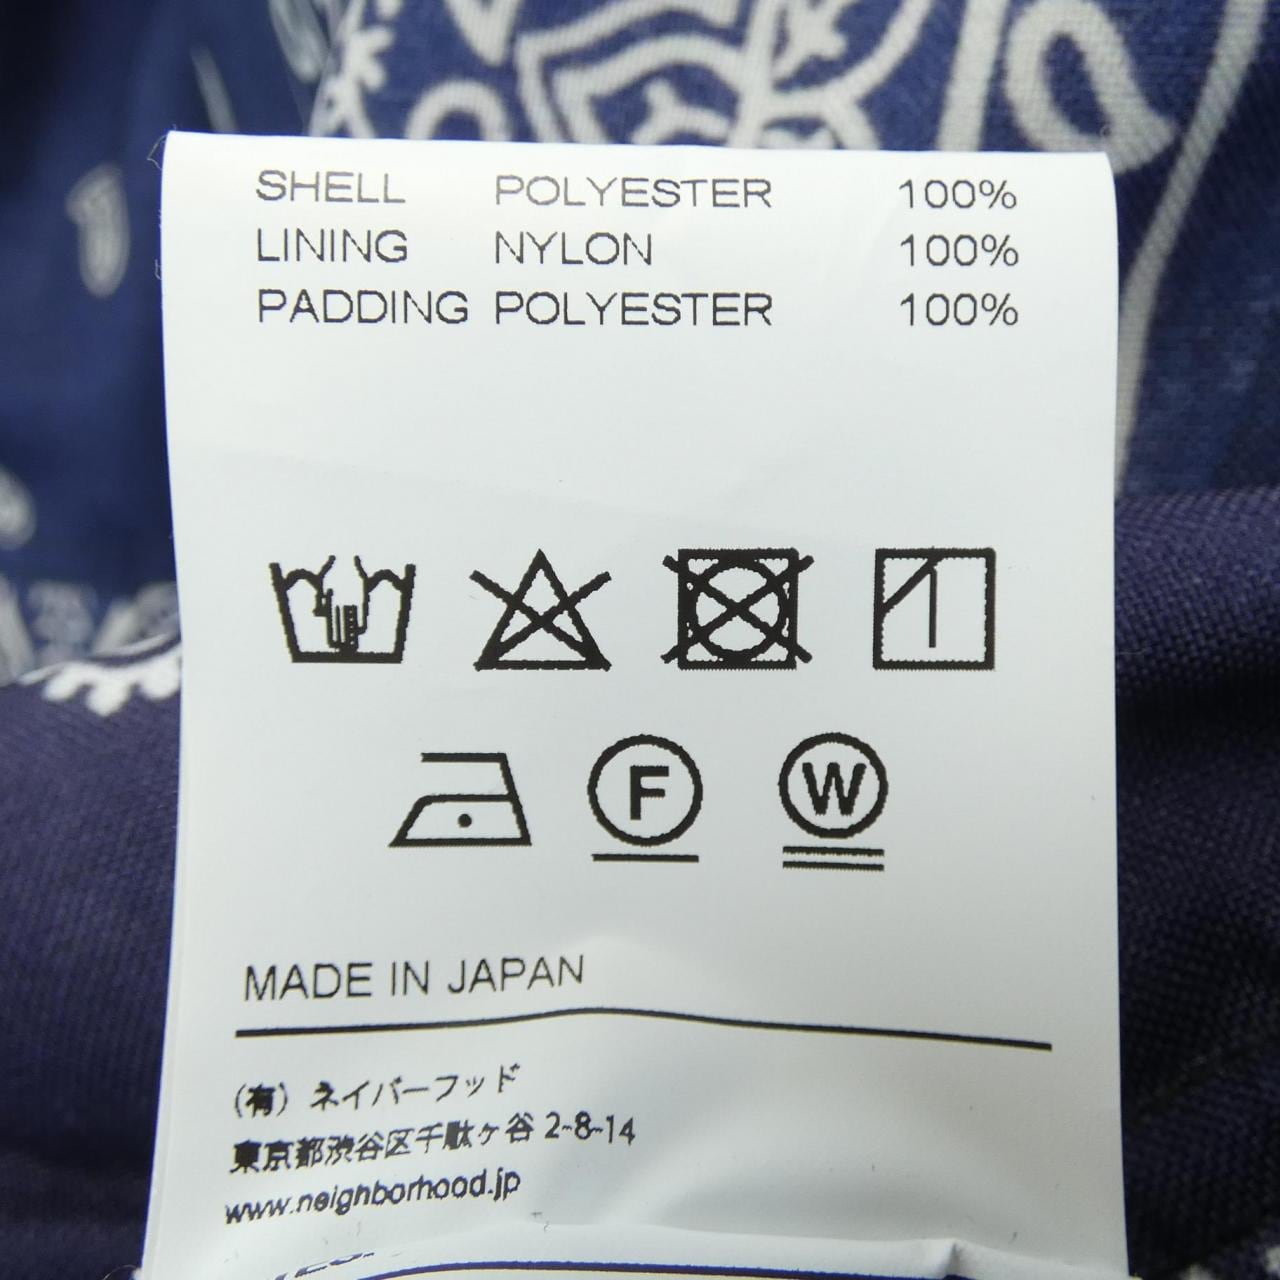 SHELL POLYESTER 100%
LINING NYLON 100%
PADDING POLYESTER 100%
F
W
MADE IN JAPAN
(有) ネイバーフッド
東京都渋谷区千駄ヶ谷 2-8-14
www.neighborhood.jp